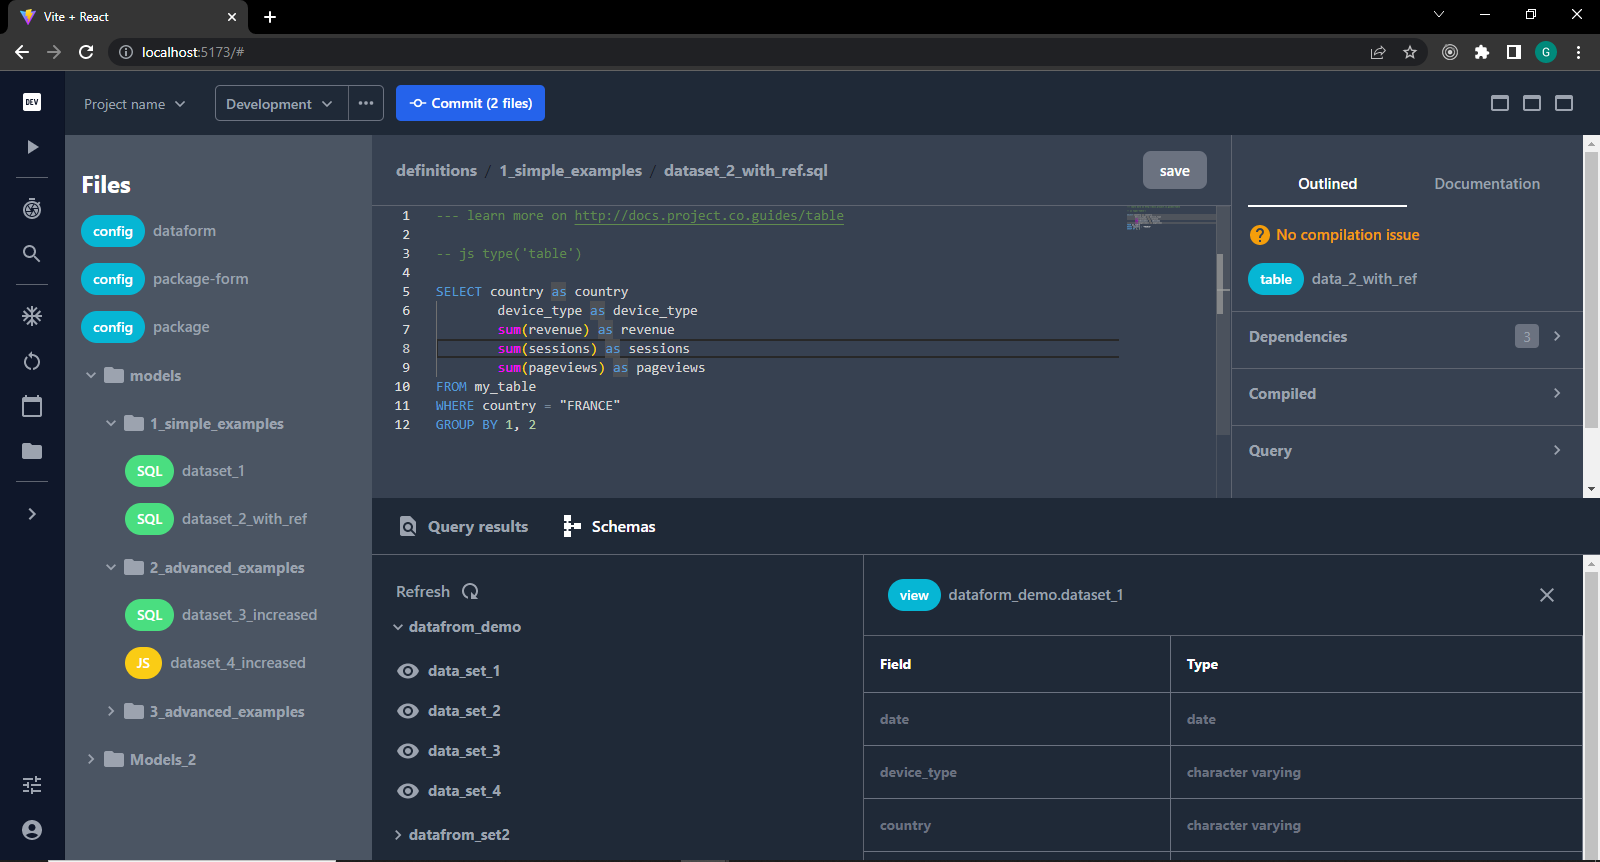 Vite + React
localhost:5173/#
G
DEV
Project name
Development
Commit (2 files)
Files
config dataform
config package-form
config package
models
1_simple_examples
SQL dataset_1
SQL dataset_2_with_ref
2_advanced_examples
SQL dataset_3_increased
JS dataset_4_increased
3_advanced_examples
Models_2
definitions / 1_simple_examples / dataset_2_with_ref.sql
save
1 --- learn more on http://docs.project.co.guides/table
2
3 -- js type('table')
4
5 SELECT country as country
6 device_type as device_type
7 sum(revenue) as revenue
8 sum(sessions) as sessions
9 sum(pageviews) as pageviews
10 FROM my_table
11 WHERE country = "FRANCE"
12 GROUP BY 1, 2
Outlined Documentation
? No compilation issue
table data_2_with_ref
Dependencies 3
Compiled
Query
Query results Schemas
Refresh
datafrom_demo
data_set_1
data_set_2
data_set_3
data_set_4
datafrom_set2
view dataform_demo.dataset_1
Field Type
date date
device_type character varying
country character varying